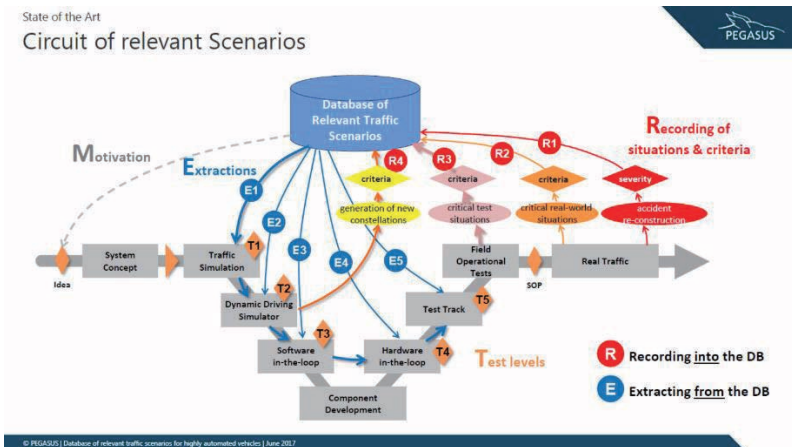 State of the Art
Circuit of relevant Scenarios
PEGASUS
Database of
Relevant Traffic
Scenarios
Motivation
Extractions
Recording of
situations & criteria
R1
R2
R3
R4
criteria
criteria
criteria
severity
generation of new
constellations
critical test
situations
critical real-world
situations
accident
re-construction
E1
E2
E3
E4
E5
Idea
System
Concept
Traffic
Simulation
T1
Dynamic Driving
Simulator
T2
Software
in-the-loop
T3
Component
Development
Hardware
in-the-loop
T4
Test Track
T5
Field
Operational
Tests
SOP
Real Traffic
Test levels
R Recording into the DB
E Extracting from the DB
© PEGASUS | Database of relevant traffic scenarios for highly automated vehicles | June 2017